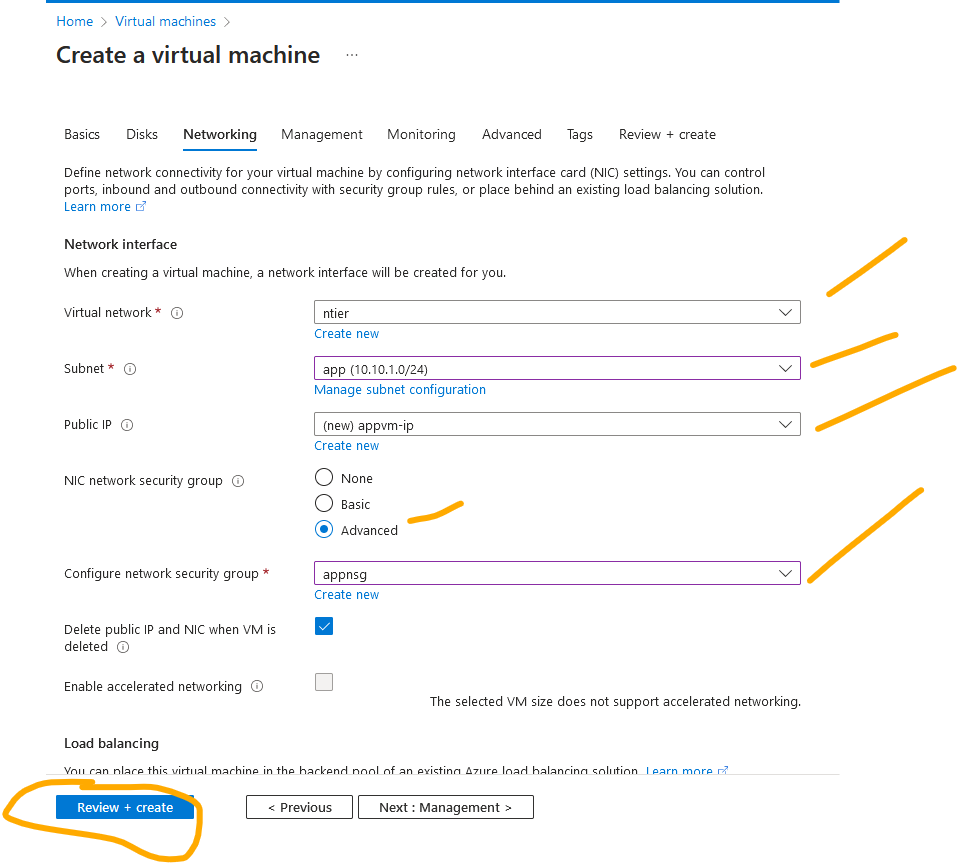 Home > Virtual machines >
Create a virtual machine ...
Basics Disks Networking Management Monitoring Advanced Tags Review + create
Define network connectivity for your virtual machine by configuring network interface card (NIC) settings. You can control
ports, inbound and outbound connectivity with security group rules, or place behind an existing load balancing solution.
Learn more
Network interface
When creating a virtual machine, a network interface will be created for you.
Virtual network *
ntier
Create new
Subnet *
app (10.10.1.0/24)
Manage subnet configuration
Public IP
(new) appvm-ip
Create new
NIC network security group
None
Basic
Advanced
Configure network security group *
appnsg
Create new
Delete public IP and NIC when VM is
deleted
Enable accelerated networking
The selected VM size does not support accelerated networking.
Load balancing
You can place this virtual machine in the backend pool of an existing Azure load balancing solution. Learn more
Review + create < Previous Next : Management >